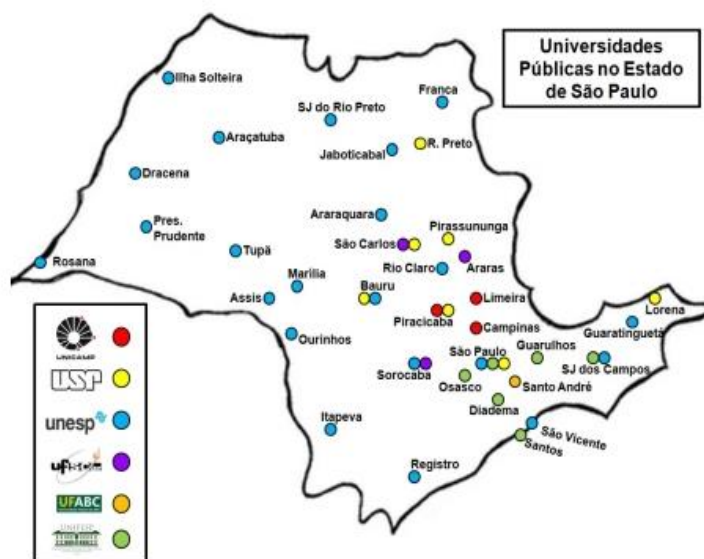 Universidades
Públicas no Estado
de São Paulo
Ilha Solteira
Franca
SJ do Rio Preto
Araçatuba
R. Preto
Jaboticabal
Dracena
Araraquara
Pirassununga
Pres.
Prudente
São Carlos
Tupã
Araras
Rosana
Rio Claro
Marília
Assis
Bauru
Limeira
Lorena
Piracicaba
Guaratinguetá
Campinas
Ourinhos
Guarulhos
São Paulo
SJ dos Campos
Sorocaba
Osasco
Santo André
Diadema
Itapeva
São Vicente
Santos
Registro
UNICAMP
USP
unesp
UFABC
UNIFESP